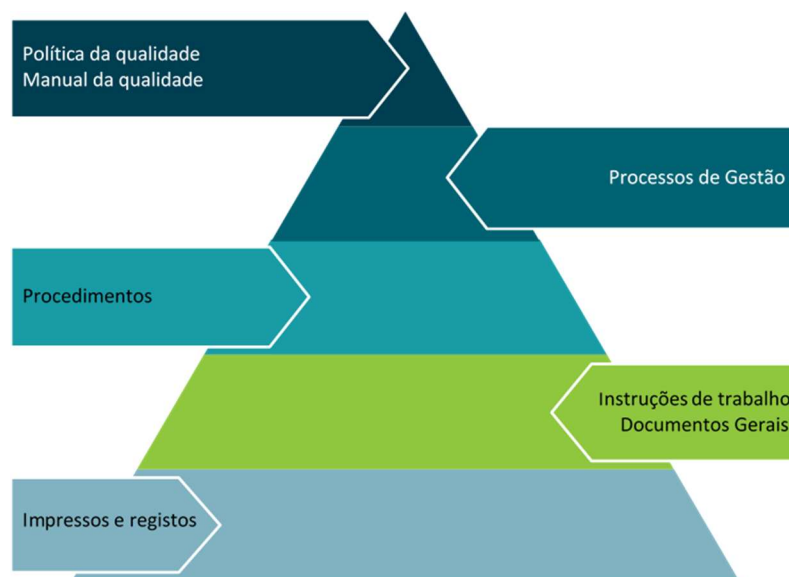 Política da qualidade
Manual da qualidade
Processos de Gestão
Procedimentos
Instruções de trabalho
Documentos Gerais
Impressos e registos